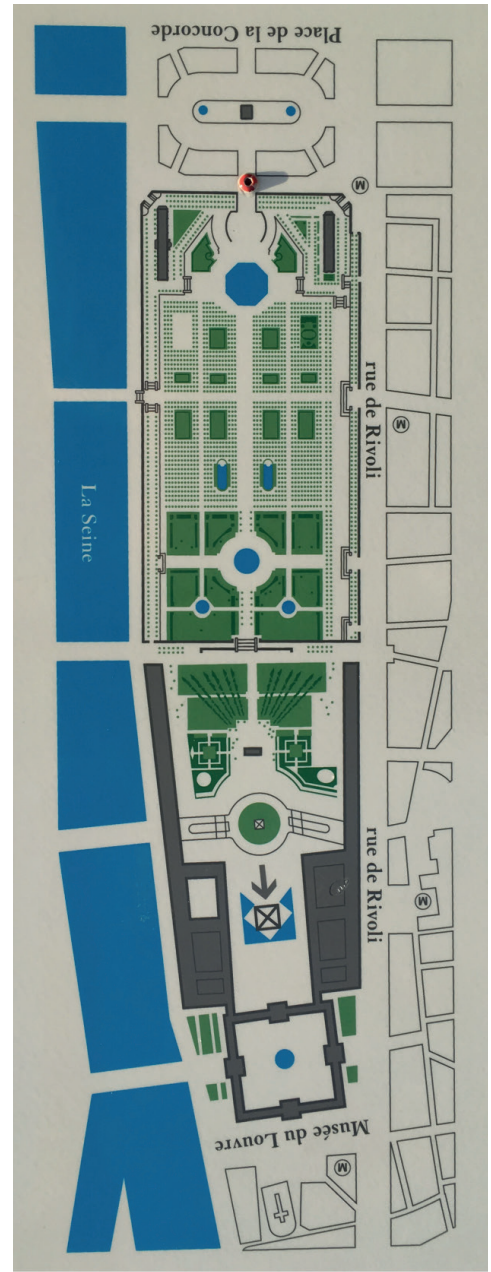 Place de la Concorde
M
rue de Rivoli
M
La Seine
rue de Rivoli
M
Musée du Louvre
M